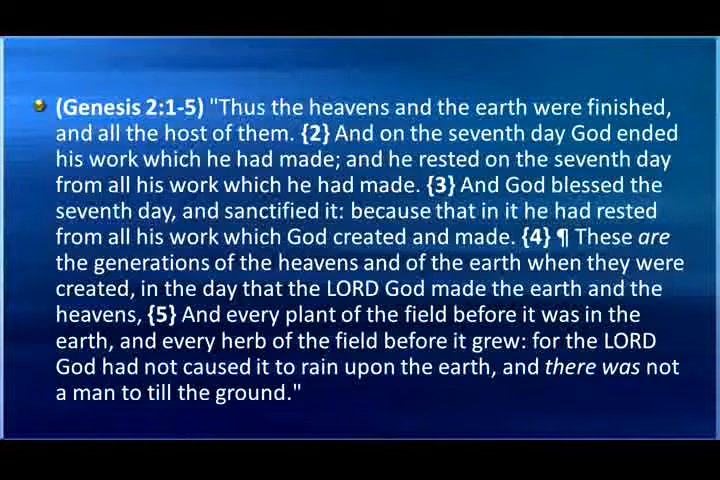 (Genesis 2:1-5) "Thus the heavens and the earth were finished,
and all the host of them. {2} And on the seventh day God ended
his work which he had made; and he rested on the seventh day
from all his work which he had made. {3} And God blessed the
seventh day, and sanctified it: because that in it he had rested
from all his work which God created and made. {4} ¶ These are
the generations of the heavens and of the earth when they were
created, in the day that the LORD God made the earth and the
heavens, {5} And every plant of the field before it was in the
earth, and every herb of the field before it grew: for the LORD
God had not caused it to rain upon the earth, and there was not
a man to till the ground."